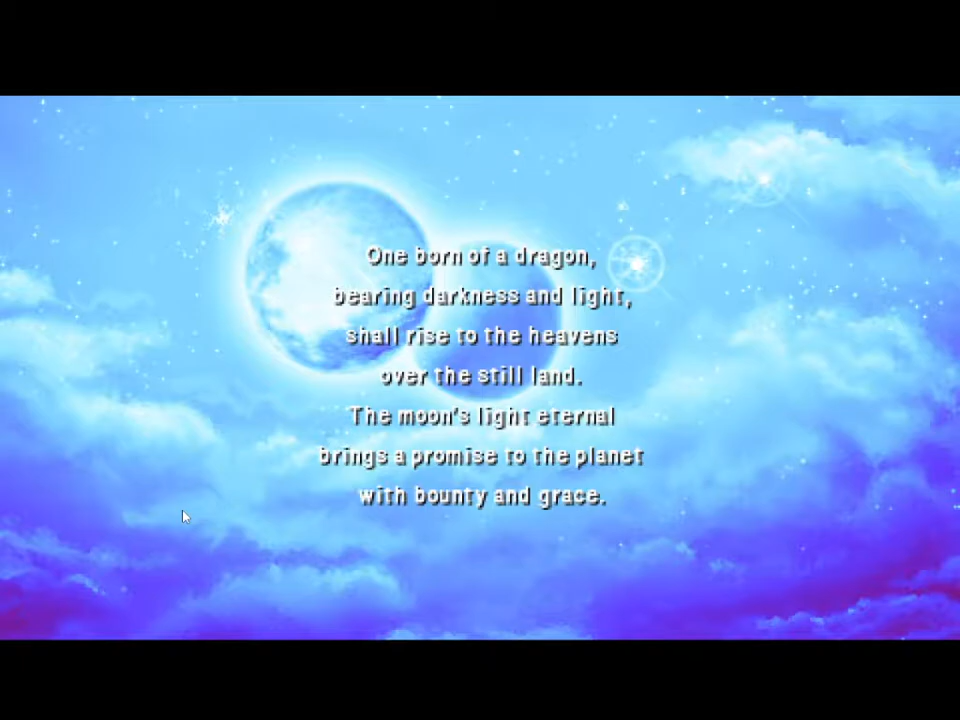 One born of a dragon,
bearing darkness and light,
shall rise to the heavens
over the still land.
The moon's light eternal
brings a promise to the planet
with bounty and grace.